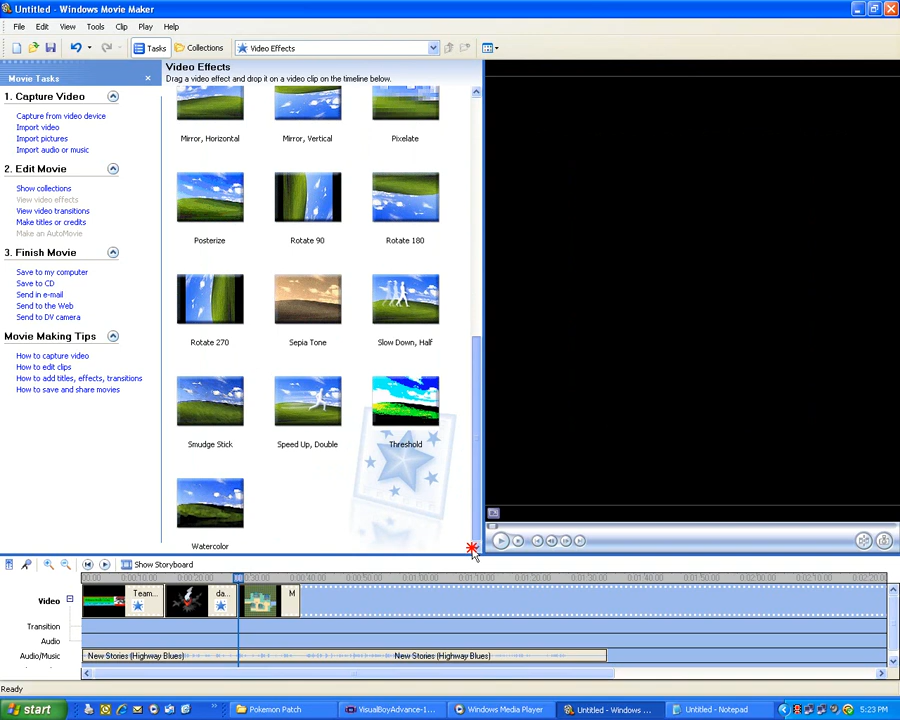 Untitled - Windows Movie Maker
File Edit View Tools Clip Play Help
Tasks Collections Video Effects
Movie Tasks
1. Capture Video
Capture from video device
Import video
Import pictures
Import audio or music
2. Edit Movie
Show collections
View video effects
View video transitions
Make titles or credits
Make an AutoMovie
3. Finish Movie
Save to my computer
Save to CD
Send in e-mail
Send to the Web
Send to DV camera
Movie Making Tips
How to capture video
How to edit clips
How to add titles, effects, transitions
How to save and share movies
Video Effects
Drag a video effect and drop it on a video clip on the timeline below.
Mirror, Horizontal Mirror, Vertical Pixelate
Posterize Rotate 90 Rotate 180
Rotate 270 Sepia Tone Slow Down, Half
Smudge Stick Speed Up, Double Threshold
Watercolor
Show Storyboard
Video Team... da... M
Transition
Audio
Audio/Music New Stories (Highway Blues) New Stories (Highway Blues)
Ready
start Pokemon Patch VisualBoyAdvance-1... Windows Media Player Untitled - Windows ... Untitled - Notepad 5:23 PM